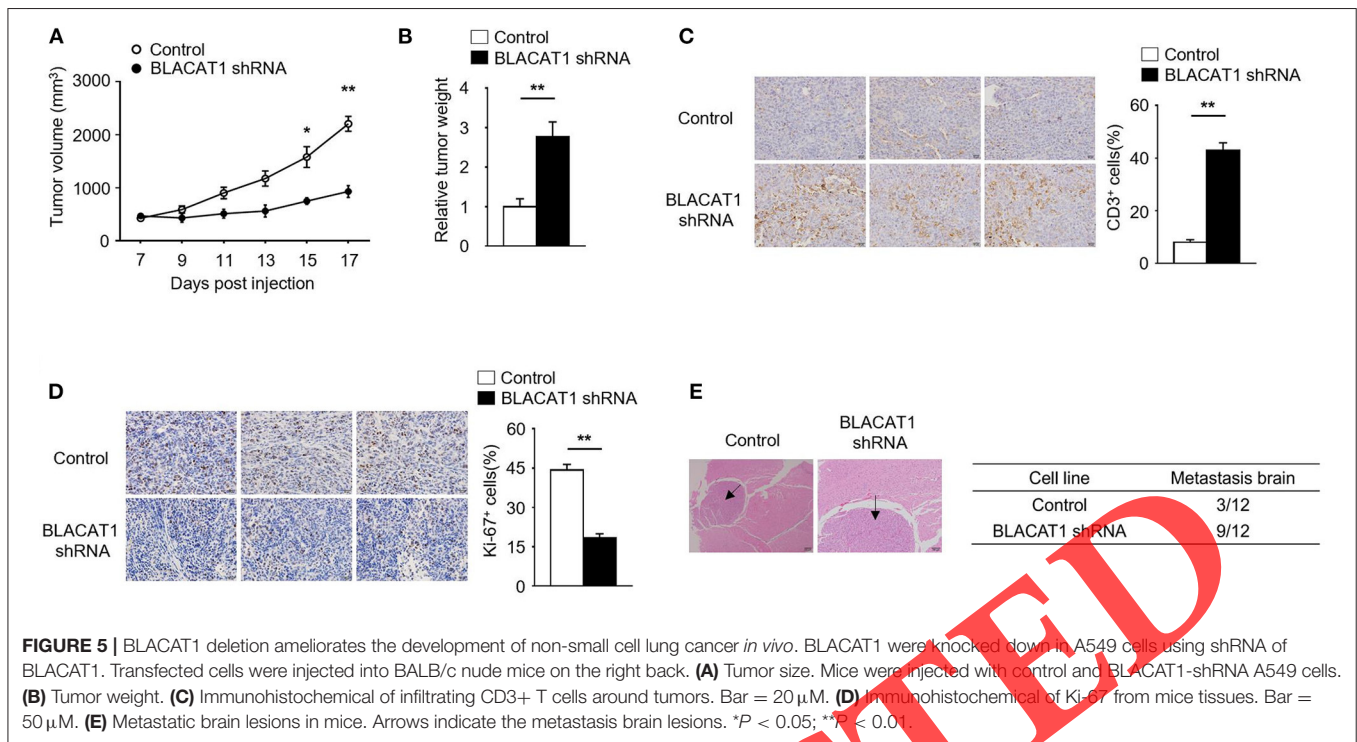 A
Control
BLACAT1 shRNA
Tumor volume (mm³)
3000
2000
1000
0
*
**
7 9 11 13 15 17
Days post injection
B
Control
BLACAT1 shRNA
Relative tumor weight
4
3
2
1
0
**
C
Control
BLACAT1
shRNA
Control
BLACAT1 shRNA
CD3⁺ cells(%)
60
40
20
0
**
D
Control
BLACAT1
shRNA
Control
BLACAT1 shRNA
Ki-67⁺ cells(%)
60
45
30
15
0
**
E
Control
BLACAT1
shRNA
Cell line Metastasis brain
Control 3/12
BLACAT1 shRNA 9/12
FIGURE 5 | BLACAT1 deletion ameliorates the development of non-small cell lung cancer in vivo. BLACAT1 were knocked down in A549 cells using shRNA of
BLACAT1. Transfected cells were injected into BALB/c nude mice on the right back. (A) Tumor size. Mice were injected with control and BLACAT1-shRNA A549 cells.
(B) Tumor weight. (C) Immunohistochemical of infiltrating CD3+ T cells around tumors. Bar = 20 µM. (D) Immunohistochemical of Ki-67 from mice tissues. Bar =
50 µM. (E) Metastatic brain lesions in mice. Arrows indicate the metastasis brain lesions. *P < 0.05; **P < 0.01.
TED